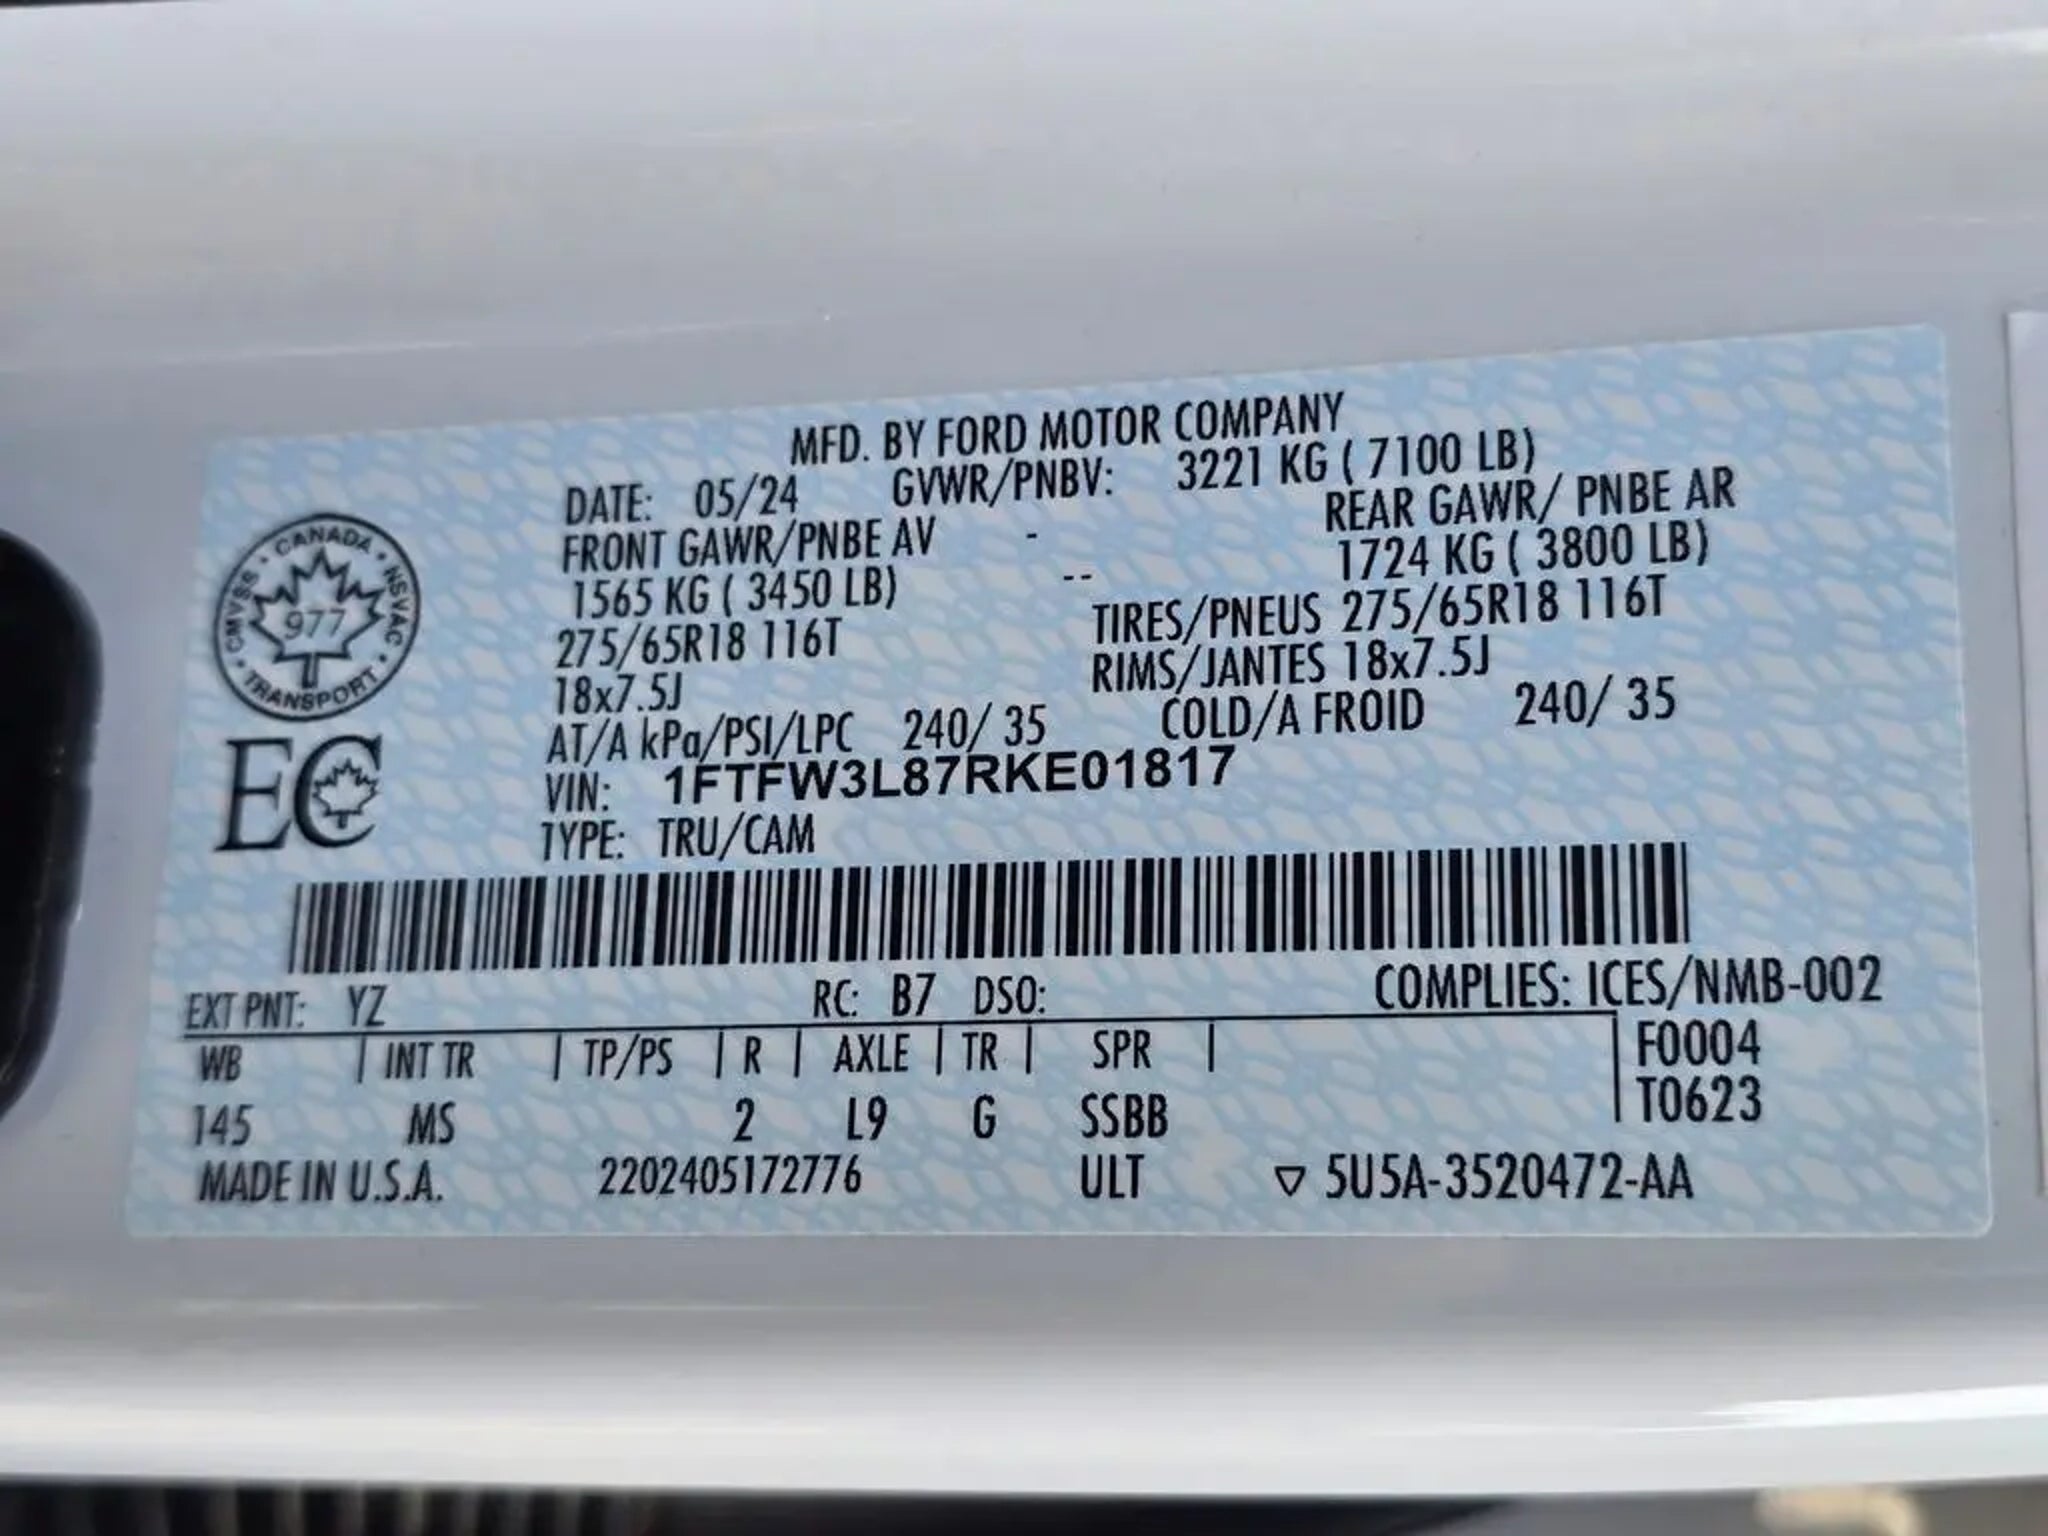 MFD. BY FORD MOTOR COMPANY
DATE: 05/24 GVWR/PNBV: 3221 KG ( 7100 LB)
FRONT GAWR/PNBE AV - REAR GAWR/ PNBE AR
1565 KG ( 3450 LB) -- 1724 KG ( 3800 LB)
275/65R18 116T TIRES/PNEUS 275/65R18 116T
18x7.5J RIMS/JANTES 18x7.5J
AT/A kPa/PSI/LPC 240/ 35 COLD/A FROID 240/ 35
VIN: 1FTFW3L87RKE01817
TYPE: TRU/CAM
CANADA · NSVAC · TRANSPORT · CMVSS ·
977
EC
EXT PNT: YZ RC: B7 DSO: COMPLIES: ICES/NMB-002
WB | INT TR | TP/PS | R | AXLE | TR | SPR | F0004
145 MS 2 L9 G SSBB T0623
MADE IN U.S.A. 2202405172776 ULT ▽ 5U5A-3520472-AA